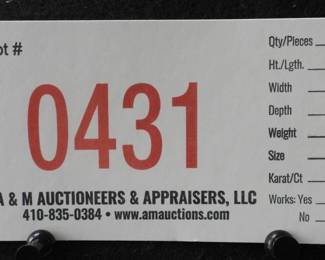 ot #
0431
A & M AUCTIONEERS & APPRAISERS, LLC
410-835-0384 • www.amauctions.com
Qty/Pieces
Ht./Lgth.
Width
Depth
Weight
Size
Karat/Ct
Works: Yes
No